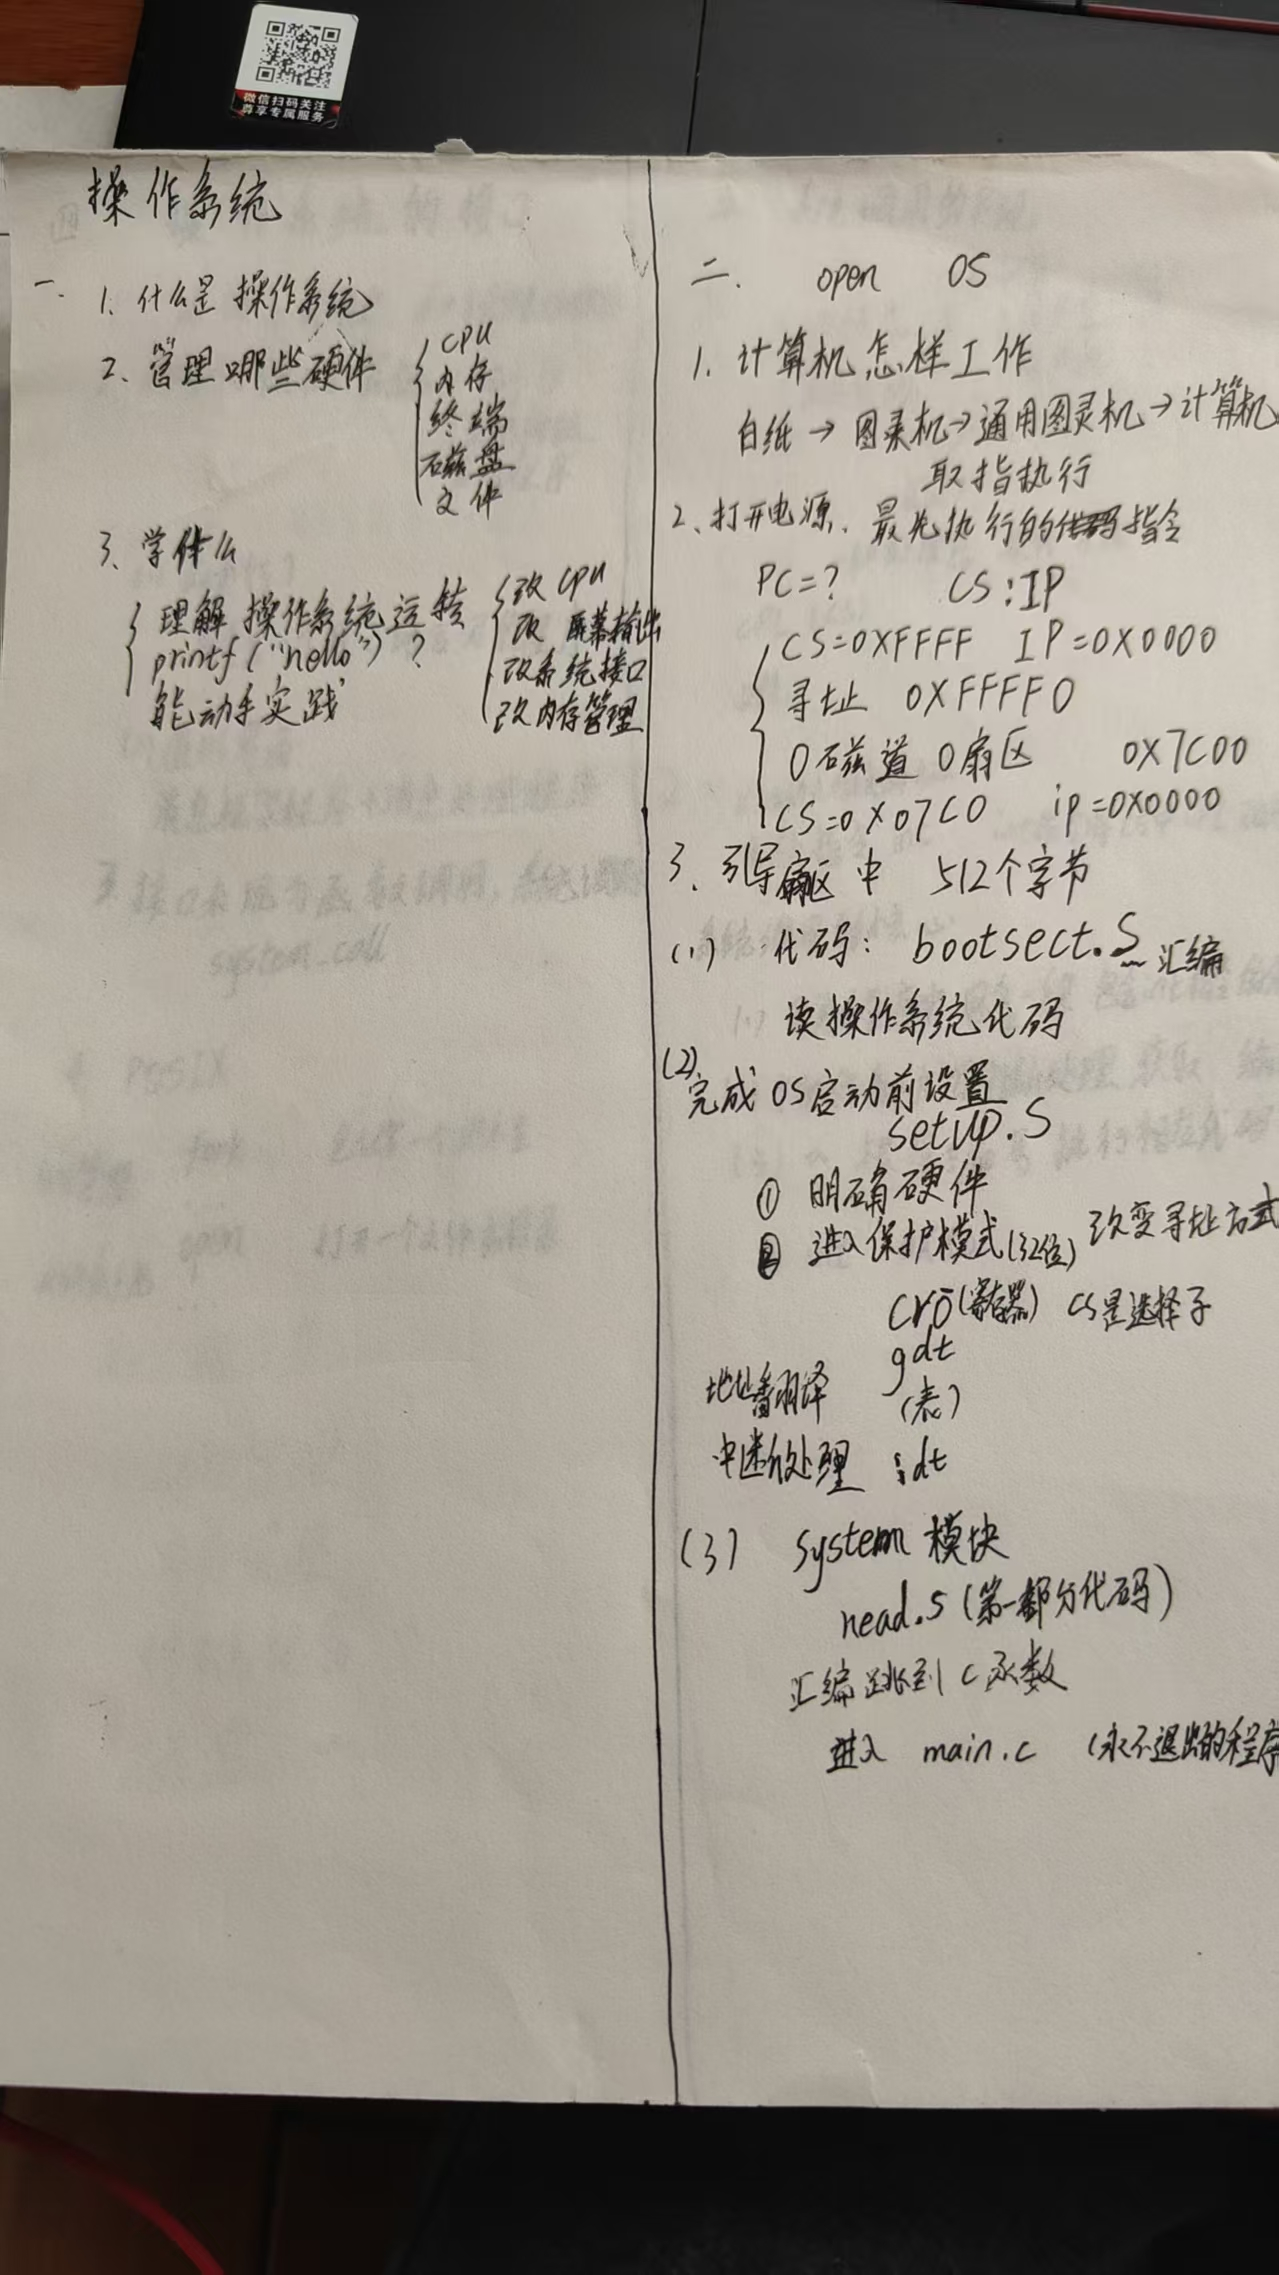 微信扫码关注
尊享专属服务
操作系统
一.
1、什么是操作系统
2、管理哪些硬件
CPU
内存
终端
磁盘
文件
3、学什么
理解操作系统运转
printf("hello")?
能动手实践
改CPU
改屏幕输出
改系统接口
改内存管理
二. open OS
1. 计算机怎样工作
白纸→图灵机→通用图灵机→计算机
取指执行
2、打开电源、最先执行的指令
PC=? CS:IP
CS=0XFFFF IP=0X0000
寻址 0XFFFF0
0磁道 0扇区 0X7C00
CS=0X07C0 ip=0X0000
3、引导扇区中 512个字节
(1) 代码: bootsect.S 汇编
读操作系统代码
(2)完成OS启动前设置
setup.S
① 明确硬件
② 进入保护模式(32位) 改变寻址方式
cr0(寄存器) CS是选择子
地址翻译 gdt
(表)
中断处理 idt
(3) system 模块
head.s (第一部分代码)
汇编跳到C函数
进入 main.c (永不退出的程序
system_call
POSIX